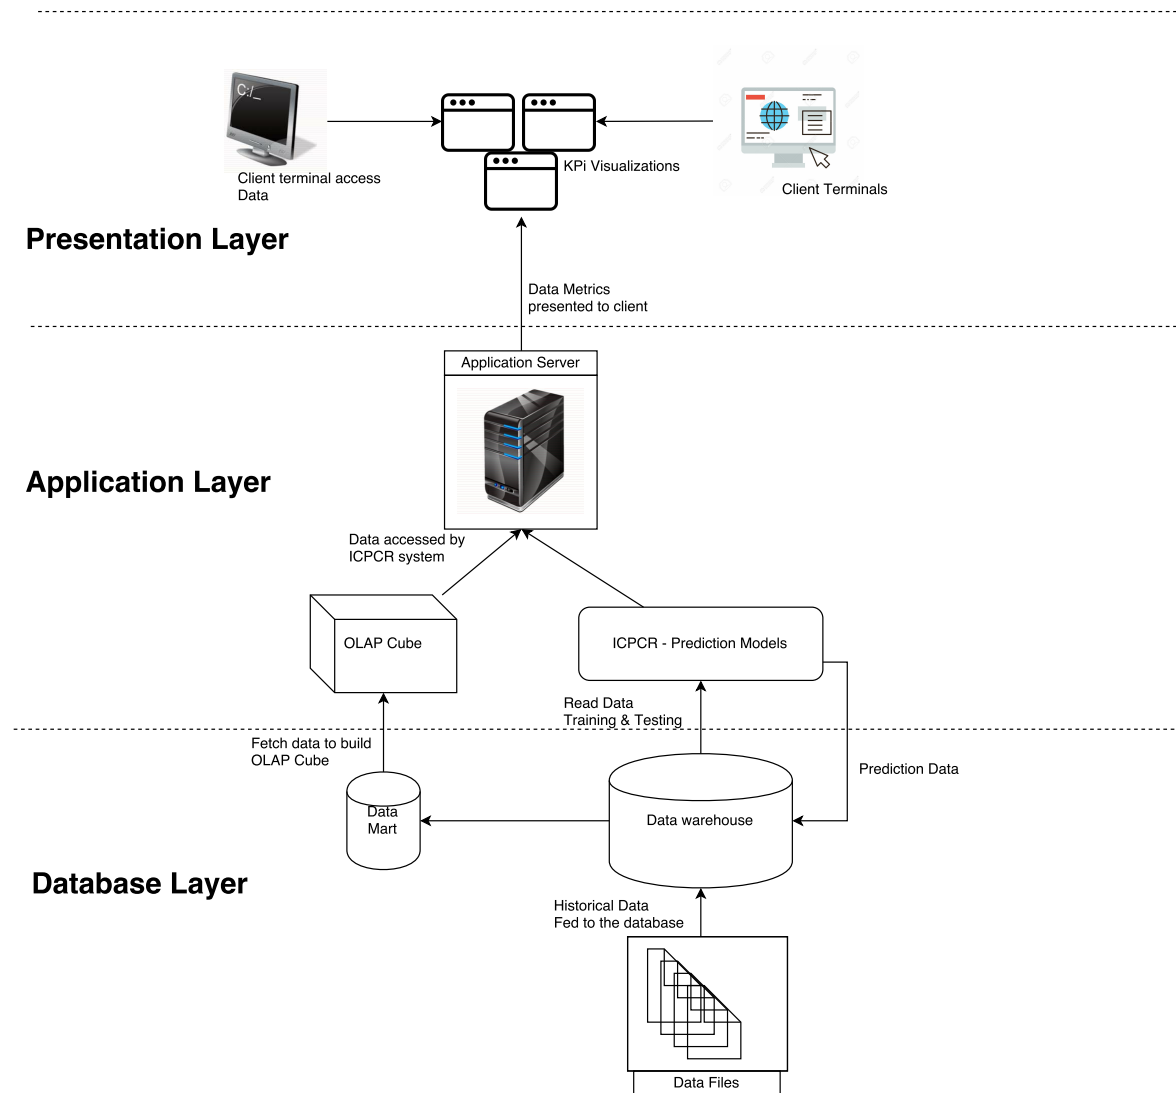 C:/_
Client terminal access
Data
KPi Visualizations
Client Terminals
Presentation Layer
Data Metrics
presented to client
Application Server
Application Layer
Data accessed by
ICPCR system
OLAP Cube
ICPCR - Prediction Models
Read Data
Training & Testing
Fetch data to build
OLAP Cube
Prediction Data
Data
Mart
Data warehouse
Database Layer
Historical Data
Fed to the database
Data Files